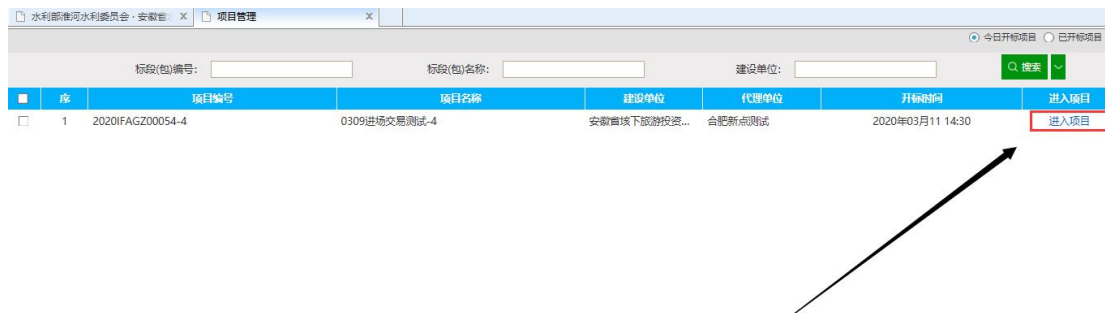 水利部淮河水利委员会·安徽省 X 项目管理 X
今日开标项目 已开标项目
标段(包)编号: 标段(包)名称: 建设单位: 搜索
序 项目编号 项目名称 建设单位 代理单位 开标时间 进入项目
1 2020IFAGZ00054-4 0309进场交易测试-4 安徽省垓下旅游投资... 合肥新点测试 2020年03月11 14:30 进入项目